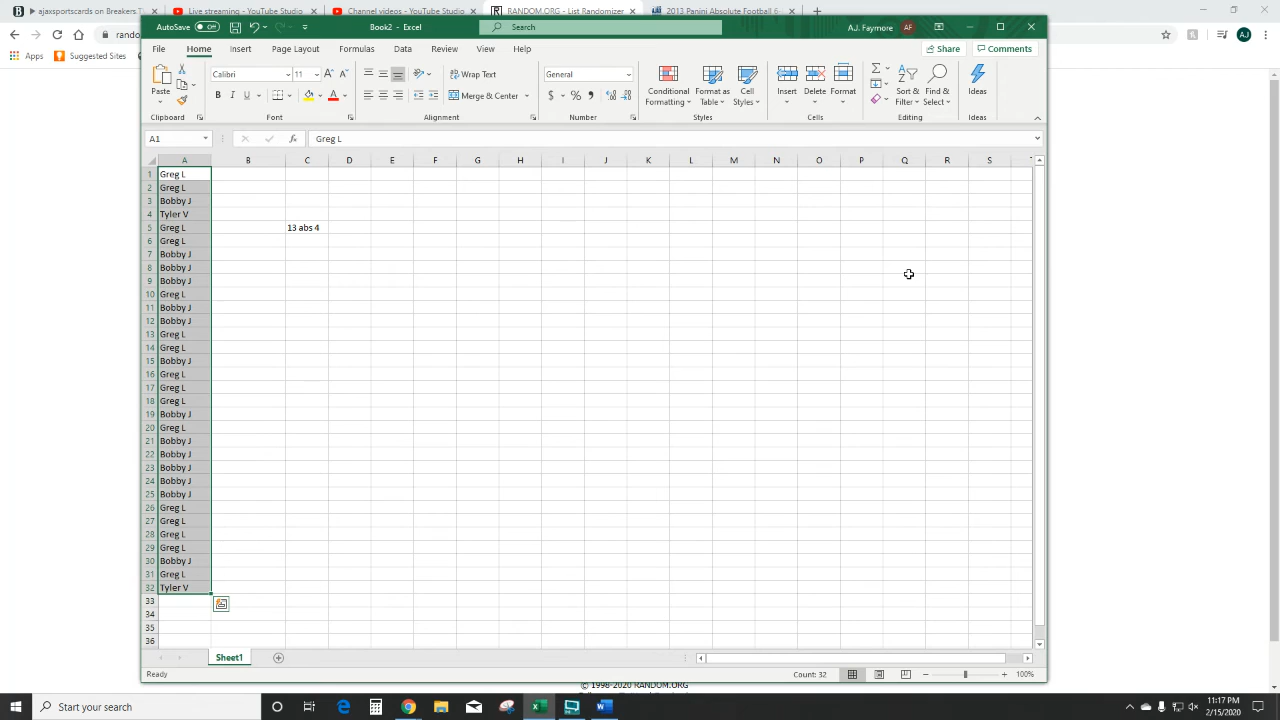 ajaxsportscards on Breakers.T
Live streaming - YouTube Studio
Channel videos - YouTube Studio
RANDOM.ORG - List Randomizer
2013 Panini Absolute Football 6
AutoSave Off
Book2 - Excel
Search
A.J. Faymore AF
rando
AJ
Apps Suggested Sites
File Home Insert Page Layout Formulas Data Review View Help
Share Comments
Paste
Calibri 11
Wrap Text
Merge & Center
General
Conditional Formatting
Format as Table
Cell Styles
Insert Delete Format
Sort & Filter
Find & Select
Ideas
Clipboard Font Alignment Number Styles Cells Editing Ideas
A1 Greg L
A B C D E F G H I J K L M N O P Q R S
1 Greg L
2 Greg L
3 Bobby J
4 Tyler V
5 Greg L 13 abs 4
6 Greg L
7 Bobby J
8 Bobby J
9 Bobby J
10 Greg L
11 Bobby J
12 Bobby J
13 Greg L
14 Greg L
15 Bobby J
16 Greg L
17 Greg L
18 Greg L
19 Bobby J
20 Greg L
21 Bobby J
22 Bobby J
23 Bobby J
24 Bobby J
25 Bobby J
26 Greg L
27 Greg L
28 Greg L
29 Greg L
30 Bobby J
31 Greg L
32 Tyler V
33
34
35
36
Sheet1
Ready
Count: 32
100%
© 1998-2020 RANDOM.ORG
Start your search
11:17 PM
2/15/2020